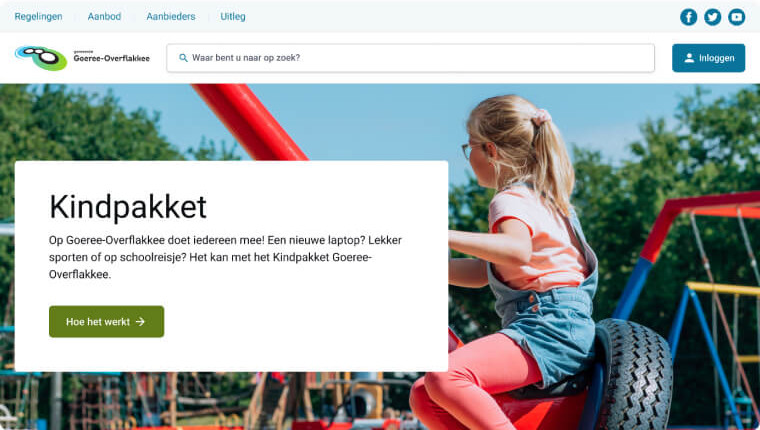 Regelingen Aanbod Aanbieders Uitleg
gemeente
Goeree-Overflakkee
Waar bent u naar op zoek?
Inloggen
Kindpakket
Op Goeree-Overflakkee doet iedereen mee! Een nieuwe laptop? Lekker
sporten of op schoolreisje? Het kan met het Kindpakket Goeree-
Overflakkee.
Hoe het werkt